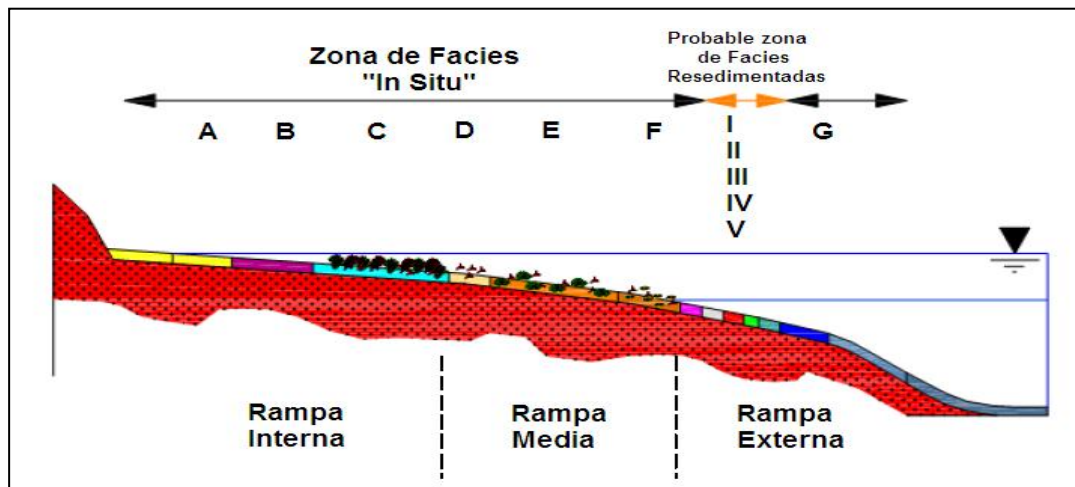 Zona de Facies
"In Situ"
Probable zona
de Facies
Resedimentadas
A B C D E F G
I
II
III
IV
V
Rampa
Interna
Rampa
Media
Rampa
Externa